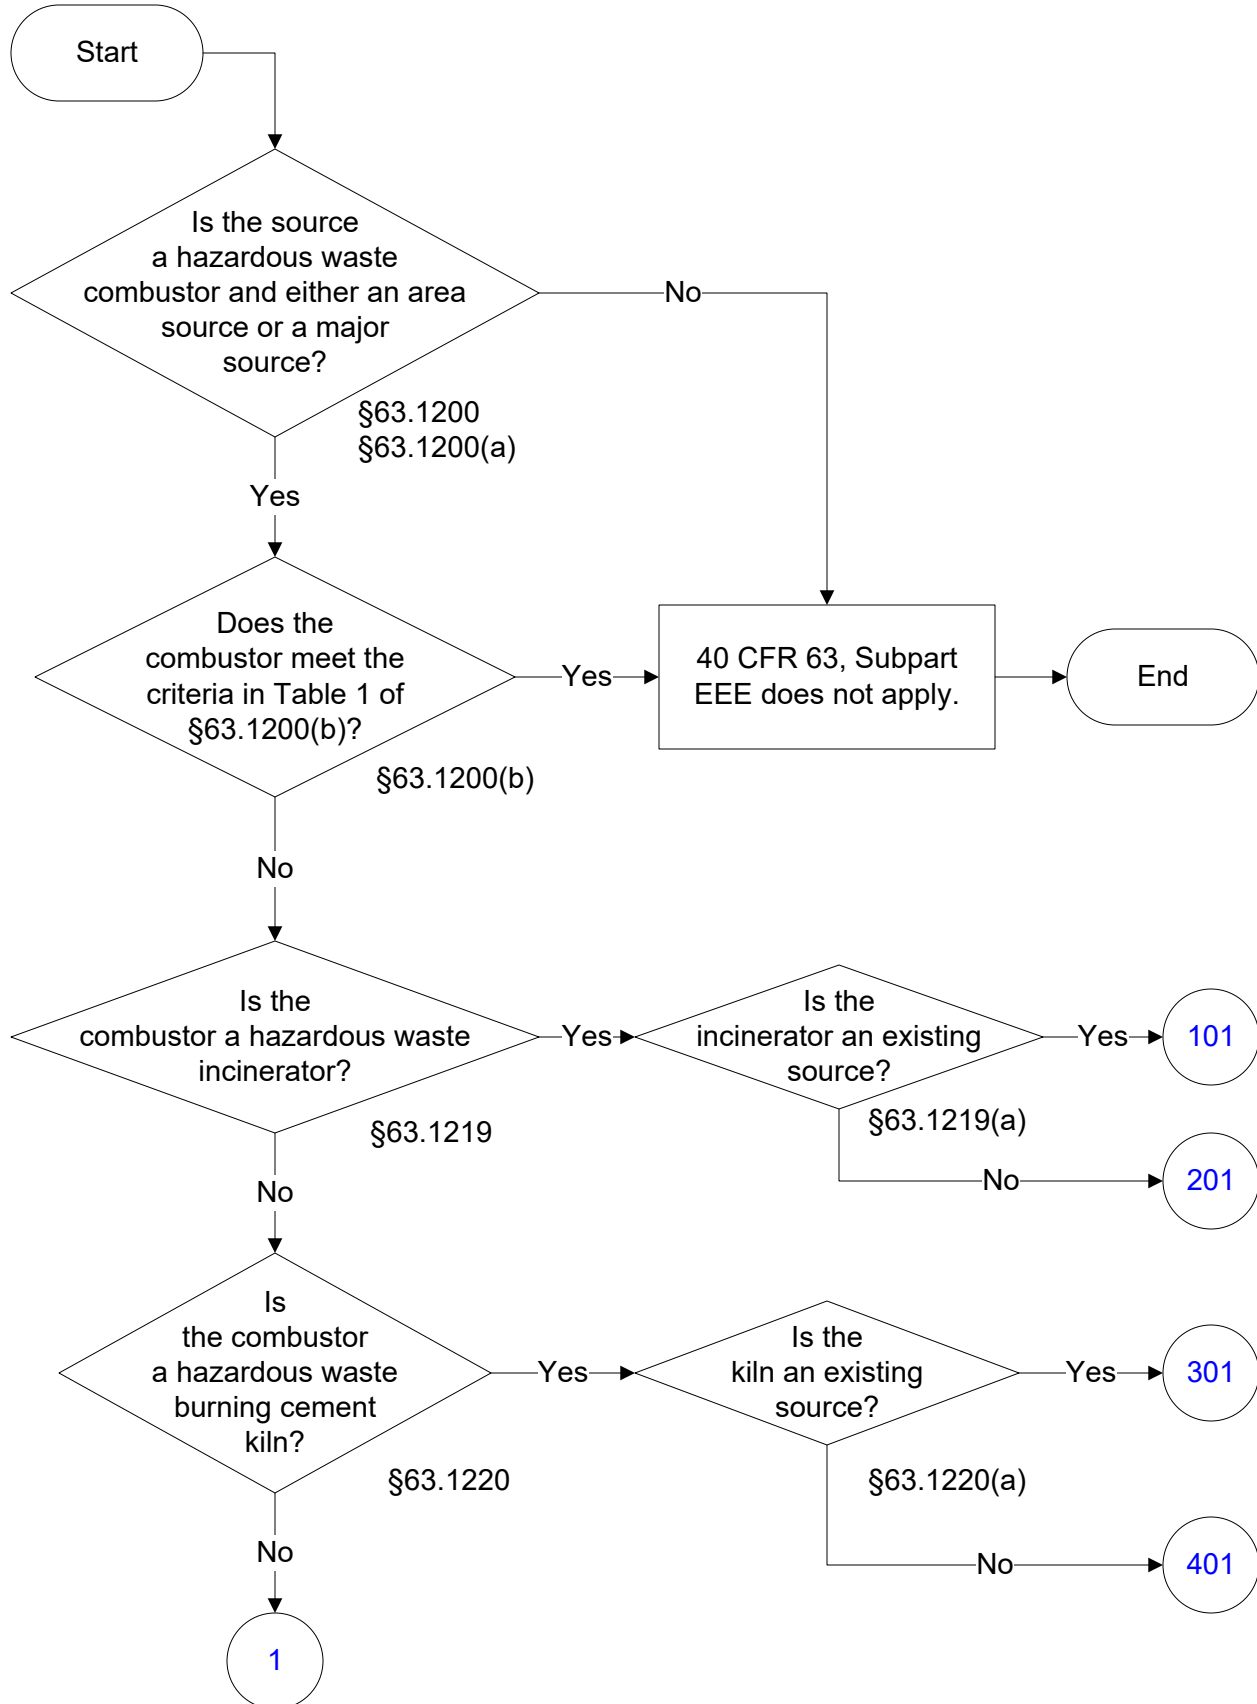 Start
Is the source
a hazardous waste
combustor and either an area
source or a major
source?
No
§63.1200
§63.1200(a)
Yes
Does the
combustor meet the
criteria in Table 1 of
§63.1200(b)?
Yes
40 CFR 63, Subpart
EEE does not apply.
End
§63.1200(b)
No
Is the
combustor a hazardous waste
incinerator?
Yes
Is the
incinerator an existing
source?
Yes
101
§63.1219
§63.1219(a)
No
201
No
Is
the combustor
a hazardous waste
burning cement
kiln?
Yes
Is the
kiln an existing
source?
Yes
301
§63.1220
§63.1220(a)
No
401
No
1